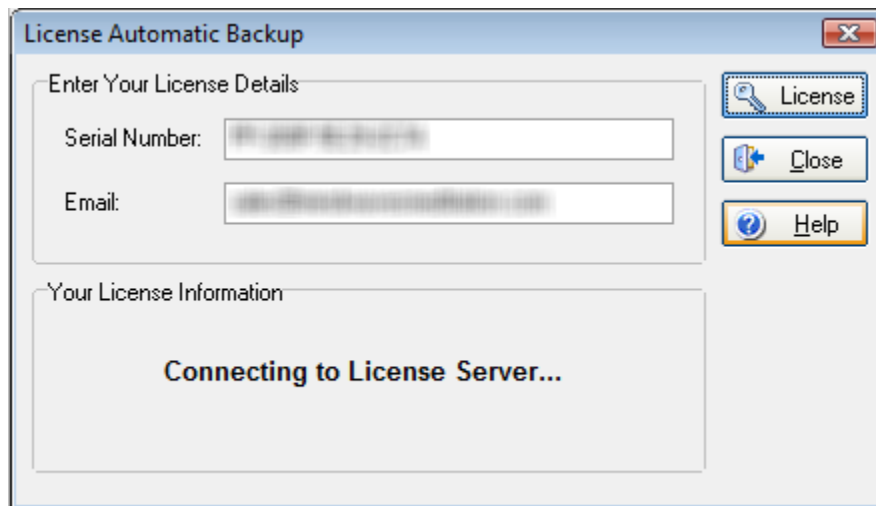 License Automatic Backup
Enter Your License Details
License
Serial Number:
Close
Email:
Help
Your License Information
Connecting to License Server...